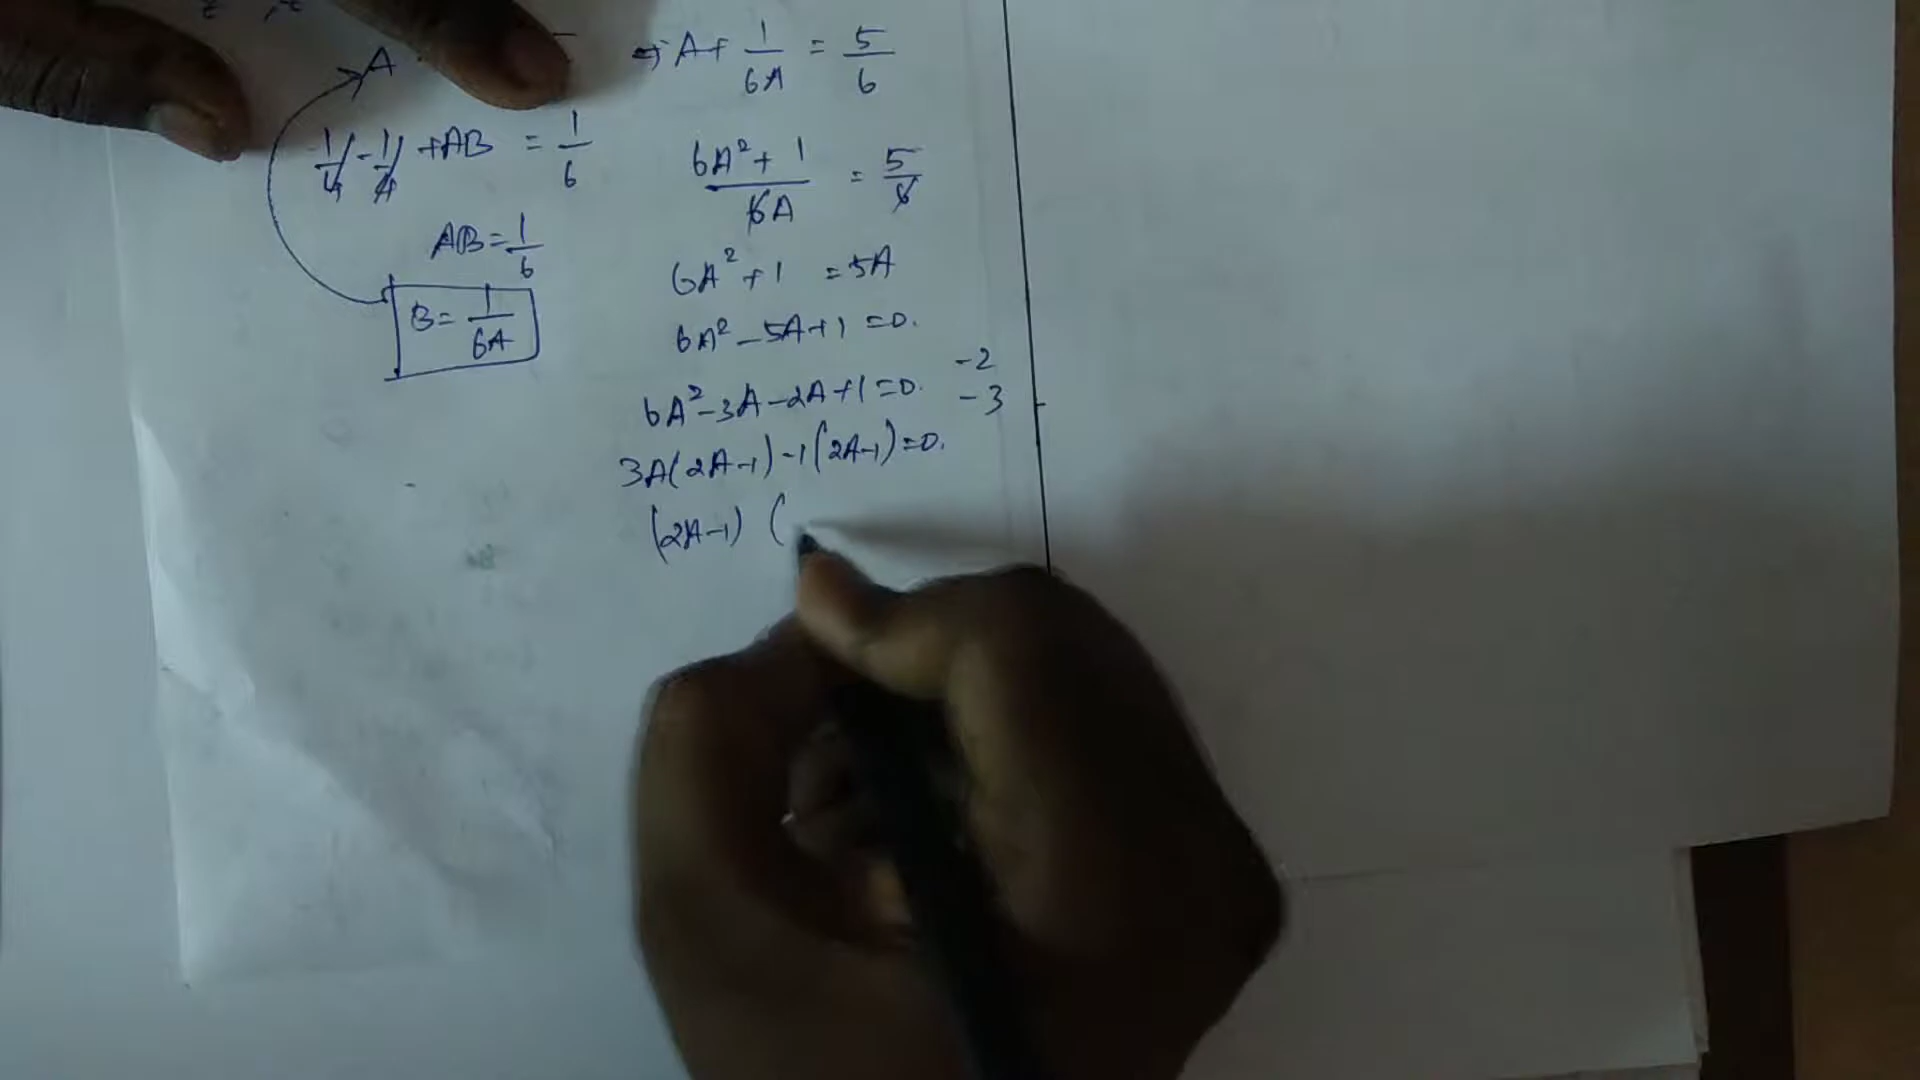 A
1/4 - 1/4 + AB = 1/6
AB = 1/6
B = 1/6A
⇒ A + 1/6A = 5/6
6A² + 1 / 6A = 5/6
6A² + 1 = 5A
6A² - 5A + 1 = 0.
-2
6A² - 3A - 2A + 1 = 0.
-3
3A(2A-1) - 1(2A-1) = 0.
(2A-1) (